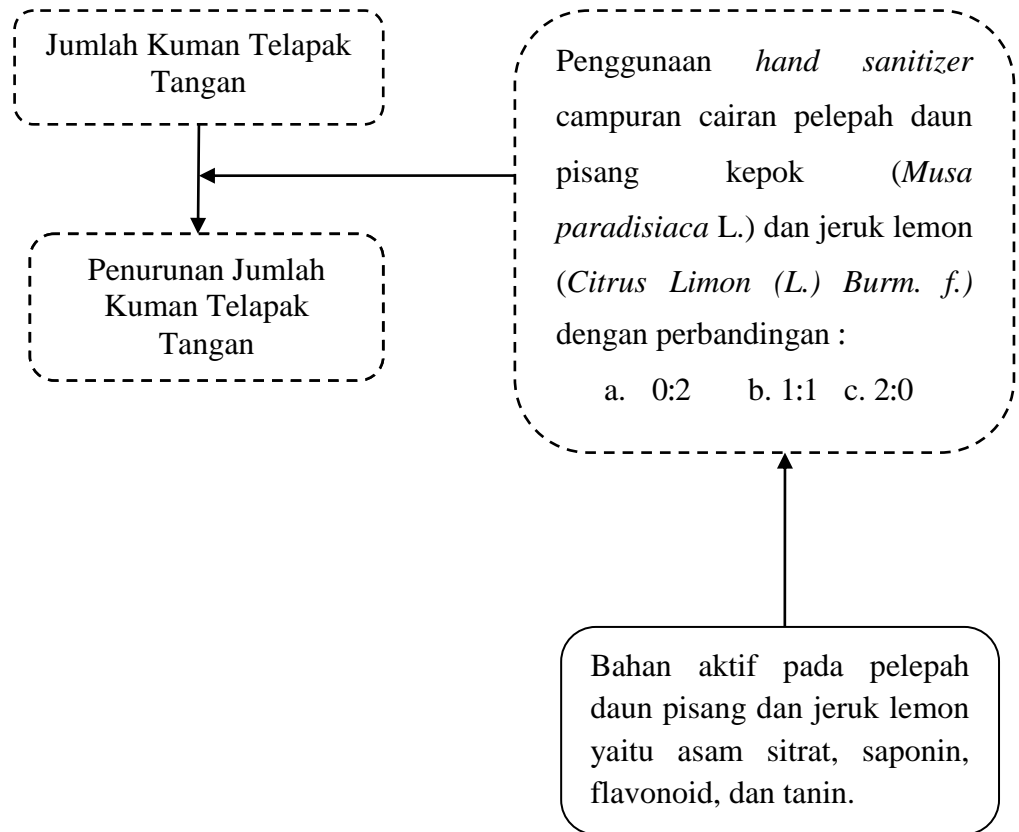 Jumlah Kuman Telapak
Tangan
Penurunan Jumlah
Kuman Telapak
Tangan
Penggunaan hand sanitizer
campuran cairan pelepah daun
pisang kepok (Musa
paradisiaca L.) dan jeruk lemon
(Citrus Limon (L.) Burm. f.)
dengan perbandingan :
a. 0:2 b. 1:1 c. 2:0
Bahan aktif pada pelepah
daun pisang dan jeruk lemon
yaitu asam sitrat, saponin,
flavonoid, dan tanin.